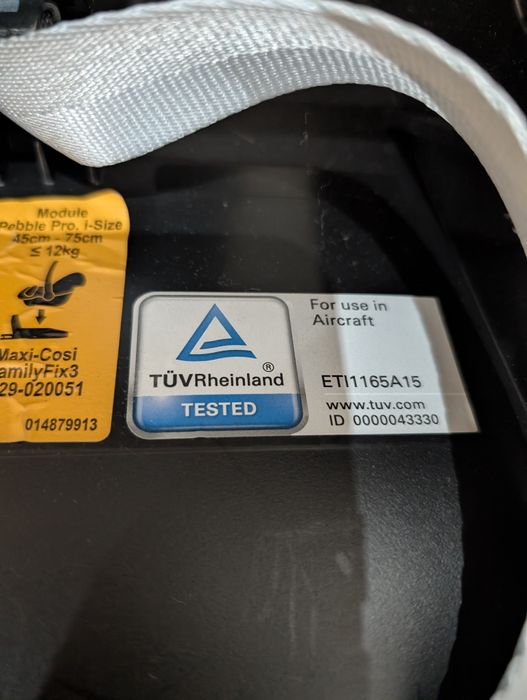 Module
Pebble Pro. i-Size
45cm - 75cm
≤ 12kg
Maxi-Cosi
FamilyFix3
29-020051
014879913
TÜVRheinland®
TESTED
For use in
Aircraft
ETI1165A15
www.tuv.com
ID 0000043330